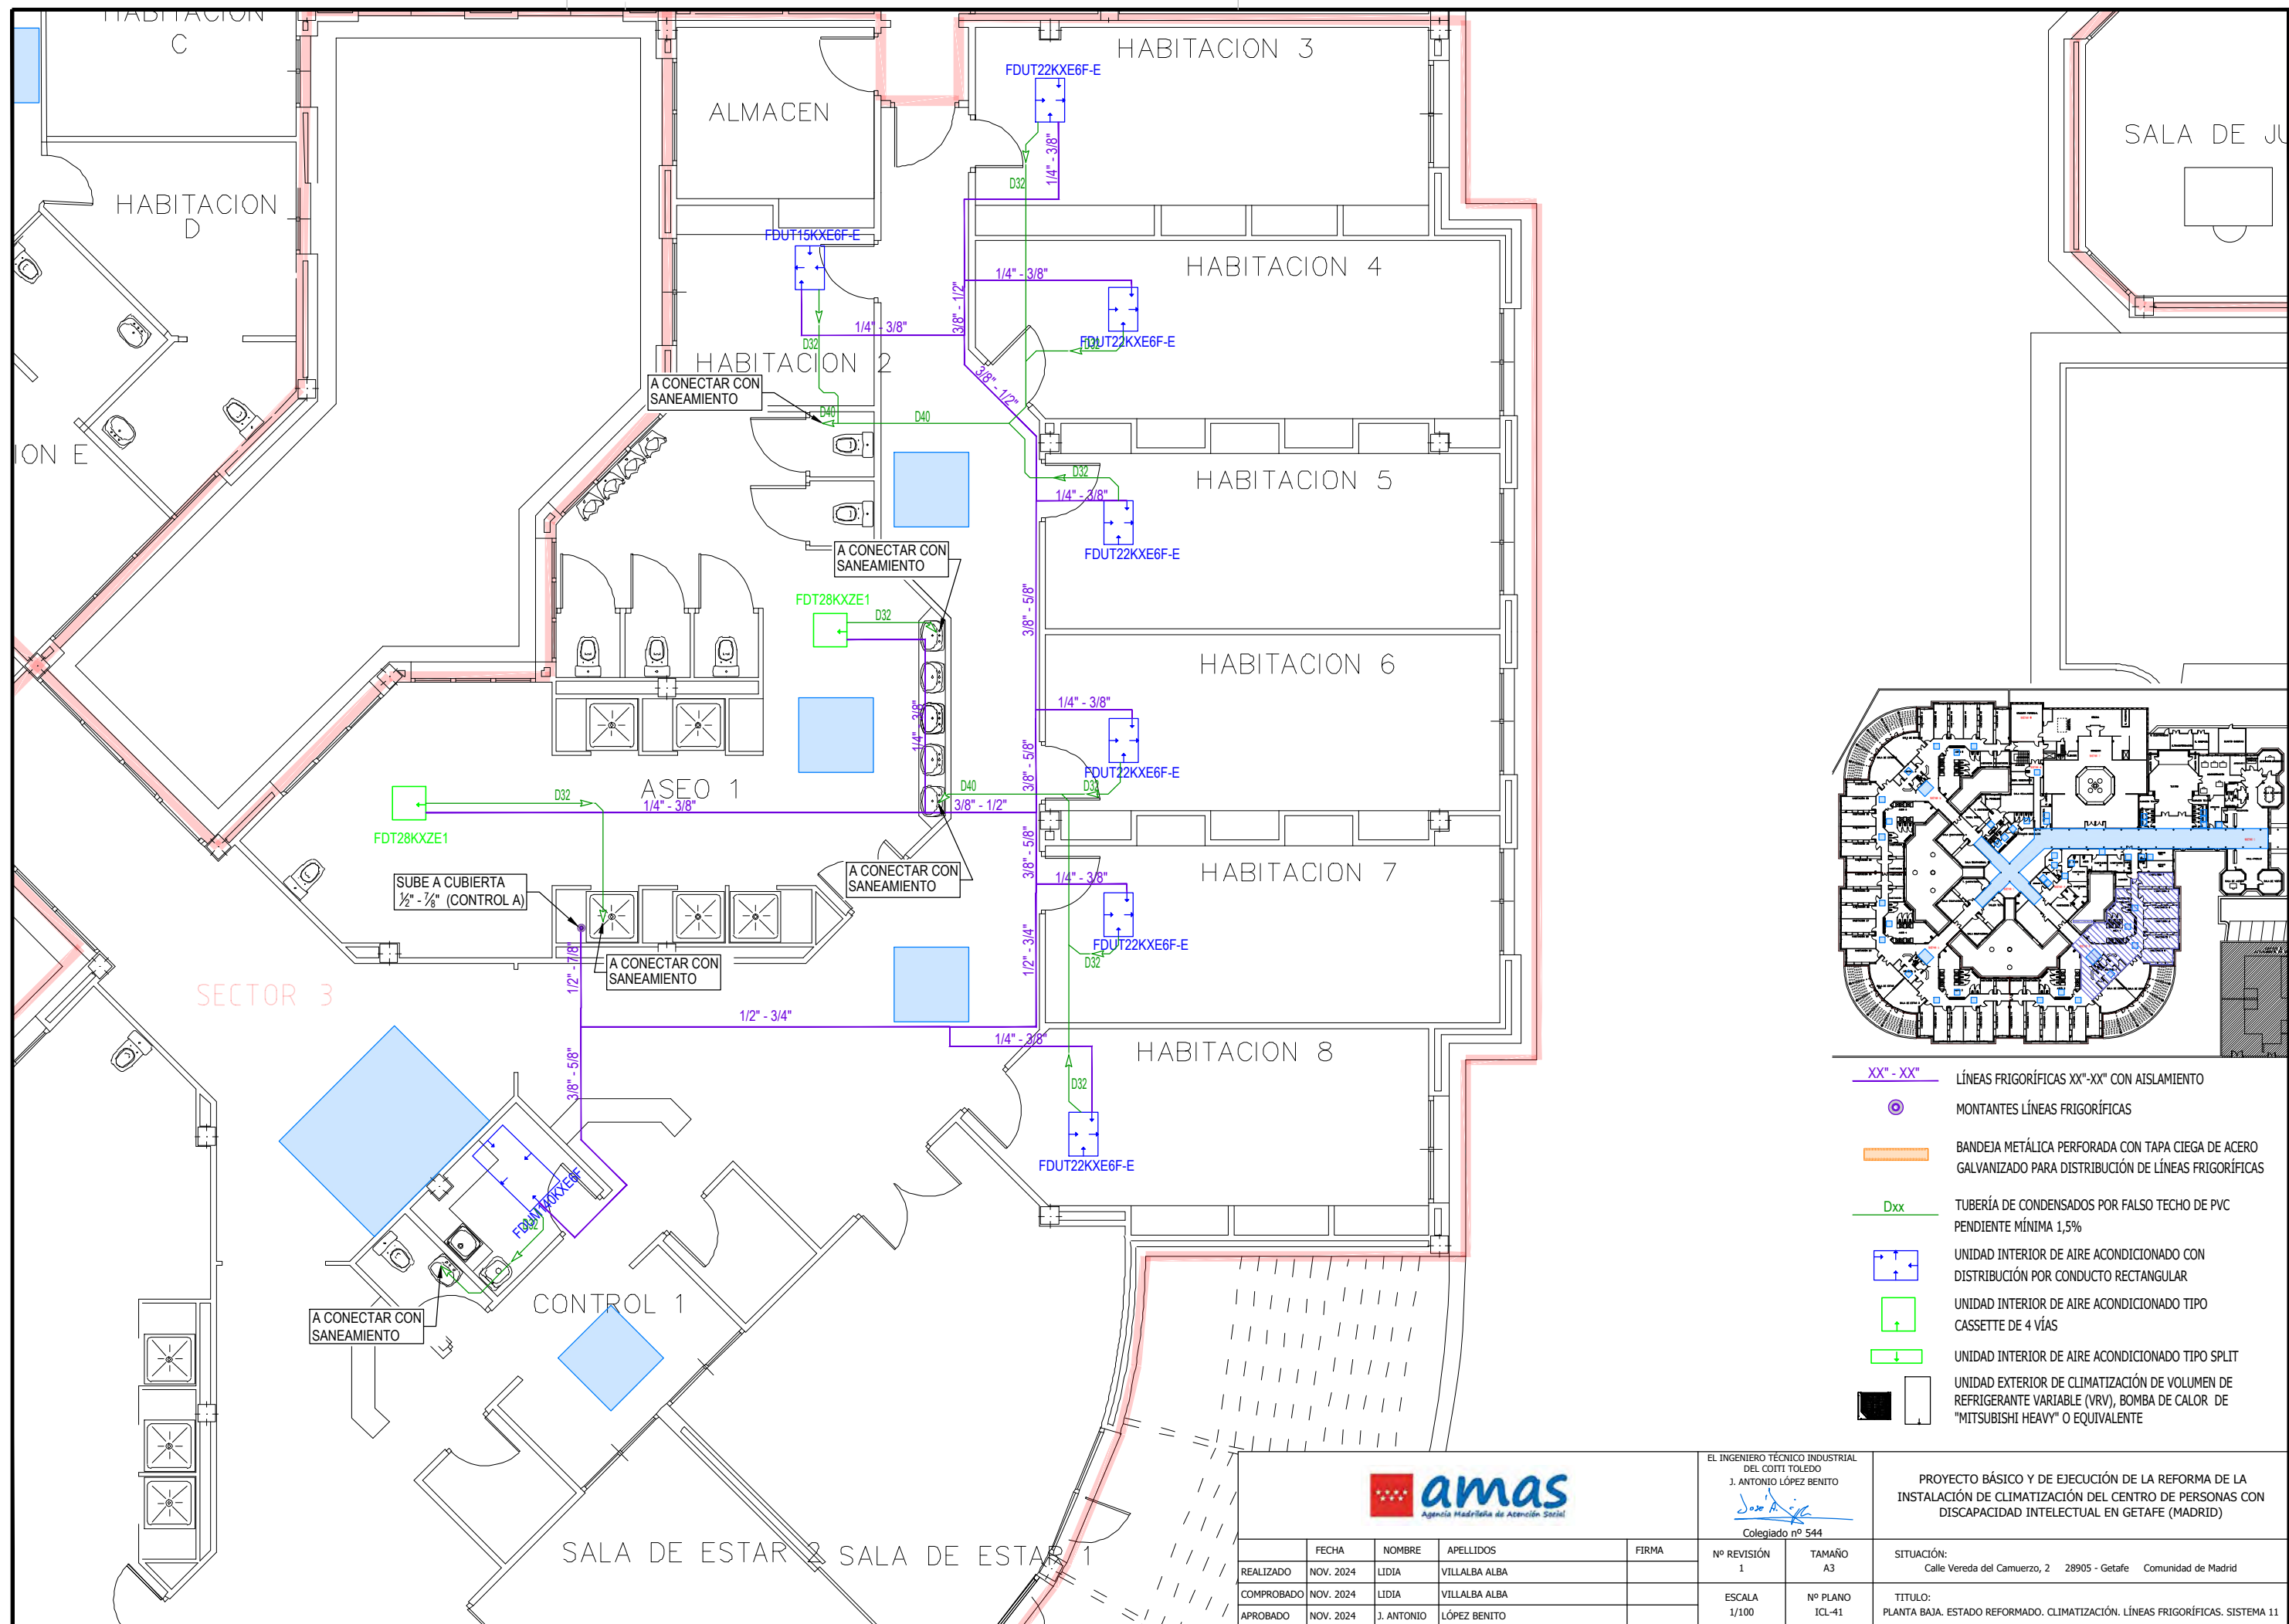 HABITACION
C
HABITACION 3
FDUT22KXE6F-E
ALMACEN
SALA DE JU
1/4" - 3/8"
D32
HABITACION
D
FDUT15KXE6F-E
HABITACION 4
1/4" - 3/8"
3/8" - 1/2"
1/4" - 3/8"
D32
FDUT22KXE6F-E
D32
HABITACION 2
3/8" - 1/2"
A CONECTAR CON
SANEAMIENTO
D40
D40
ION E
D32
HABITACION 5
1/4" - 3/8"
FDUT22KXE6F-E
A CONECTAR CON
SANEAMIENTO
FDT28KXZE1
D32
3/8" - 5/8"
HABITACION 6
1/4" - 3/8"
1/4" - 3/8"
3/8" - 5/8"
FDUT22KXE6F-E
D32
D40
ASEO 1
D32
1/4" - 3/8"
3/8" - 1/2"
FDT28KXZE1
3/8" - 5/8"
A CONECTAR CON
SANEAMIENTO
HABITACION 7
1/4" - 3/8"
SUBE A CUBIERTA
½" - ⅞" (CONTROL A)
FDUT22KXE6F-E
D32
1/2" - 3/4"
1/2" - 7/8"
A CONECTAR CON
SANEAMIENTO
SECTOR 3
1/2" - 3/4"
1/4" - 3/8"
HABITACION 8
3/8" - 5/8"
D32
FDUT22KXE6F-E
FDUM140KXE6F
D32
CONTROL 1
A CONECTAR CON
SANEAMIENTO
SALA DE ESTAR 2
SALA DE ESTAR 1
XX" - XX"
LÍNEAS FRIGORÍFICAS XX"-XX" CON AISLAMIENTO
MONTANTES LÍNEAS FRIGORÍFICAS
BANDEJA METÁLICA PERFORADA CON TAPA CIEGA DE ACERO
GALVANIZADO PARA DISTRIBUCIÓN DE LÍNEAS FRIGORÍFICAS
Dxx
TUBERÍA DE CONDENSADOS POR FALSO TECHO DE PVC
PENDIENTE MÍNIMA 1,5%
UNIDAD INTERIOR DE AIRE ACONDICIONADO CON
DISTRIBUCIÓN POR CONDUCTO RECTANGULAR
UNIDAD INTERIOR DE AIRE ACONDICIONADO TIPO
CASSETTE DE 4 VÍAS
UNIDAD INTERIOR DE AIRE ACONDICIONADO TIPO SPLIT
UNIDAD EXTERIOR DE CLIMATIZACIÓN DE VOLUMEN DE
REFRIGERANTE VARIABLE (VRV), BOMBA DE CALOR DE
"MITSUBISHI HEAVY" O EQUIVALENTE
amas
Agencia Madrileña de Atención Social
EL INGENIERO TÉCNICO INDUSTRIAL
DEL COITI TOLEDO
J. ANTONIO LÓPEZ BENITO
Colegiado nº 544
PROYECTO BÁSICO Y DE EJECUCIÓN DE LA REFORMA DE LA
INSTALACIÓN DE CLIMATIZACIÓN DEL CENTRO DE PERSONAS CON
DISCAPACIDAD INTELECTUAL EN GETAFE (MADRID)
FECHA NOMBRE APELLIDOS FIRMA
REALIZADO NOV. 2024 LIDIA VILLALBA ALBA
COMPROBADO NOV. 2024 LIDIA VILLALBA ALBA
APROBADO NOV. 2024 J. ANTONIO LÓPEZ BENITO
Nº REVISIÓN
1
TAMAÑO
A3
SITUACIÓN:
Calle Vereda del Camuerzo, 2 28905 - Getafe Comunidad de Madrid
ESCALA
1/100
Nº PLANO
ICL-41
TITULO:
PLANTA BAJA. ESTADO REFORMADO. CLIMATIZACIÓN. LÍNEAS FRIGORÍFICAS. SISTEMA 11